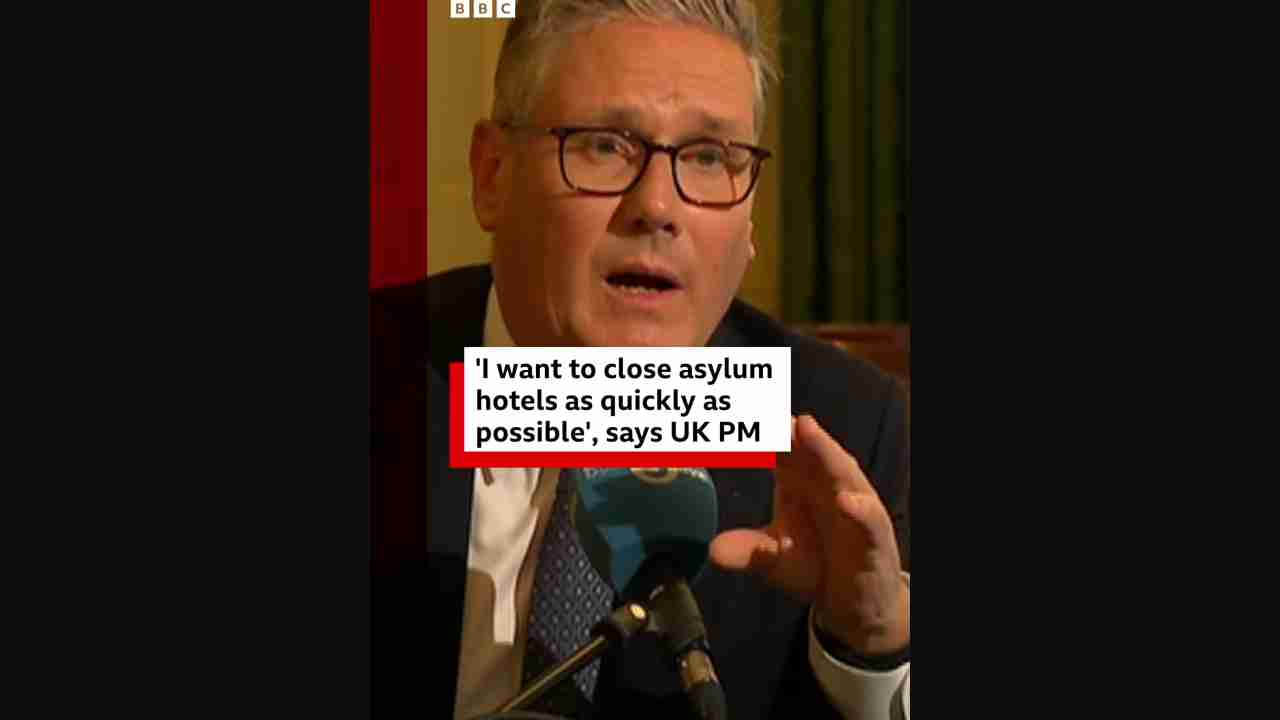 BBC
'I want to close asylum
hotels as quickly as
possible', says UK PM